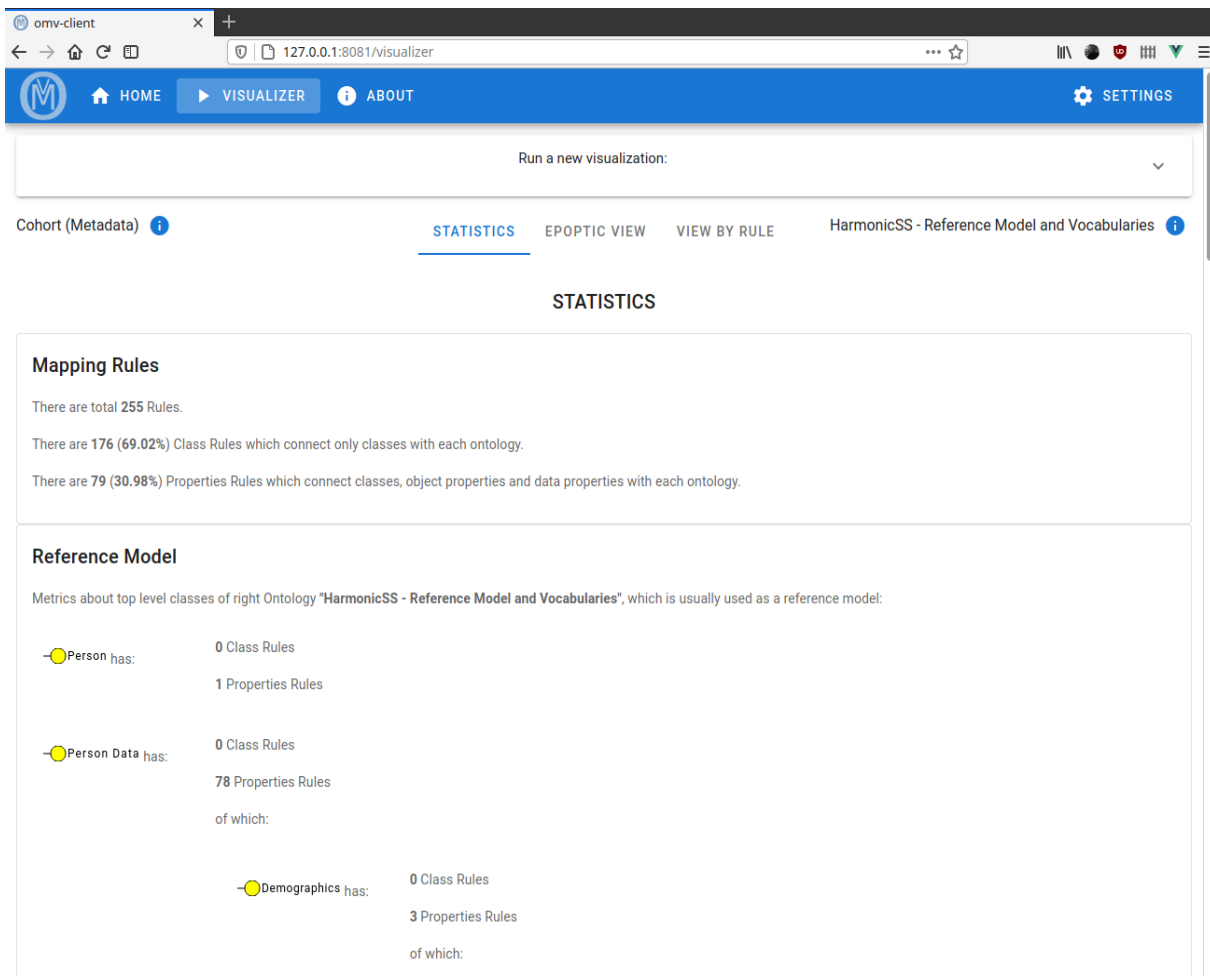 omv-client
127.0.0.1:8081/visualizer
HOME VISUALIZER ABOUT SETTINGS
Run a new visualization:
Cohort (Metadata) STATISTICS EPOPTIC VIEW VIEW BY RULE HarmonicSS - Reference Model and Vocabularies
STATISTICS
Mapping Rules
There are total 255 Rules.
There are 176 (69.02%) Class Rules which connect only classes with each ontology.
There are 79 (30.98%) Properties Rules which connect classes, object properties and data properties with each ontology.
Reference Model
Metrics about top level classes of right Ontology "HarmonicSS - Reference Model and Vocabularies", which is usually used as a reference model:
Person has: 0 Class Rules
1 Properties Rules
Person Data has: 0 Class Rules
78 Properties Rules
of which:
Demographics has: 0 Class Rules
3 Properties Rules
of which: